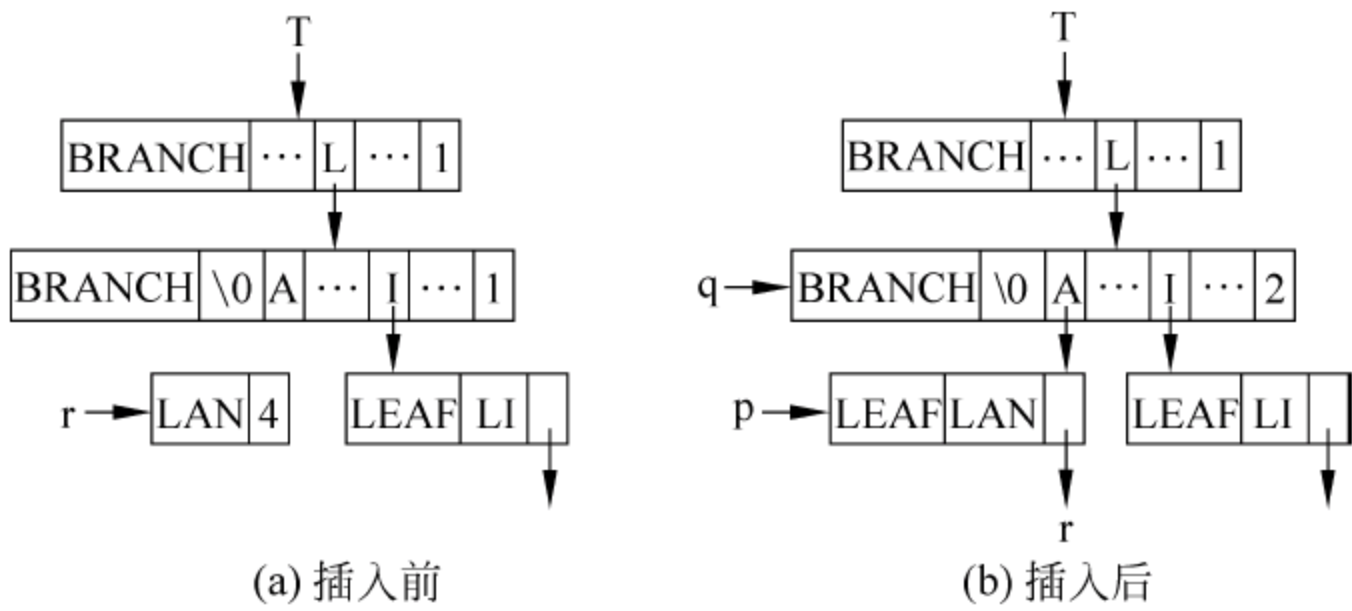 T T
BRANCH ··· L ··· 1 BRANCH ··· L ··· 1
BRANCH \0 A ··· I ··· 1 q BRANCH \0 A ··· I ··· 2
r LAN 4 LEAF LI p LEAF LAN LEAF LI
r
(a) 插入前 (b) 插入后